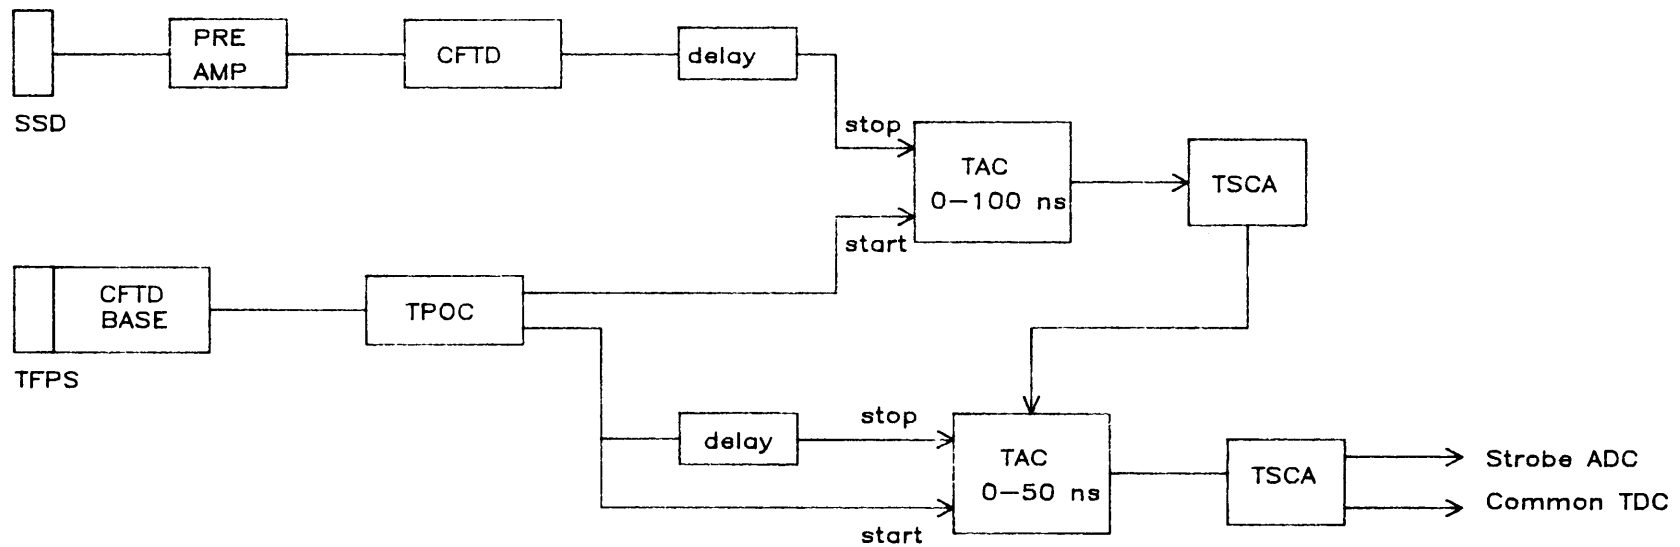 PRE
AMP
CFTD
delay
SSD
stop
TAC
0-100 ns
TSCA
start
CFTD
BASE
TPOC
TFPS
delay
stop
TAC
0-50 ns
start
TSCA
Strobe ADC
Common TDC